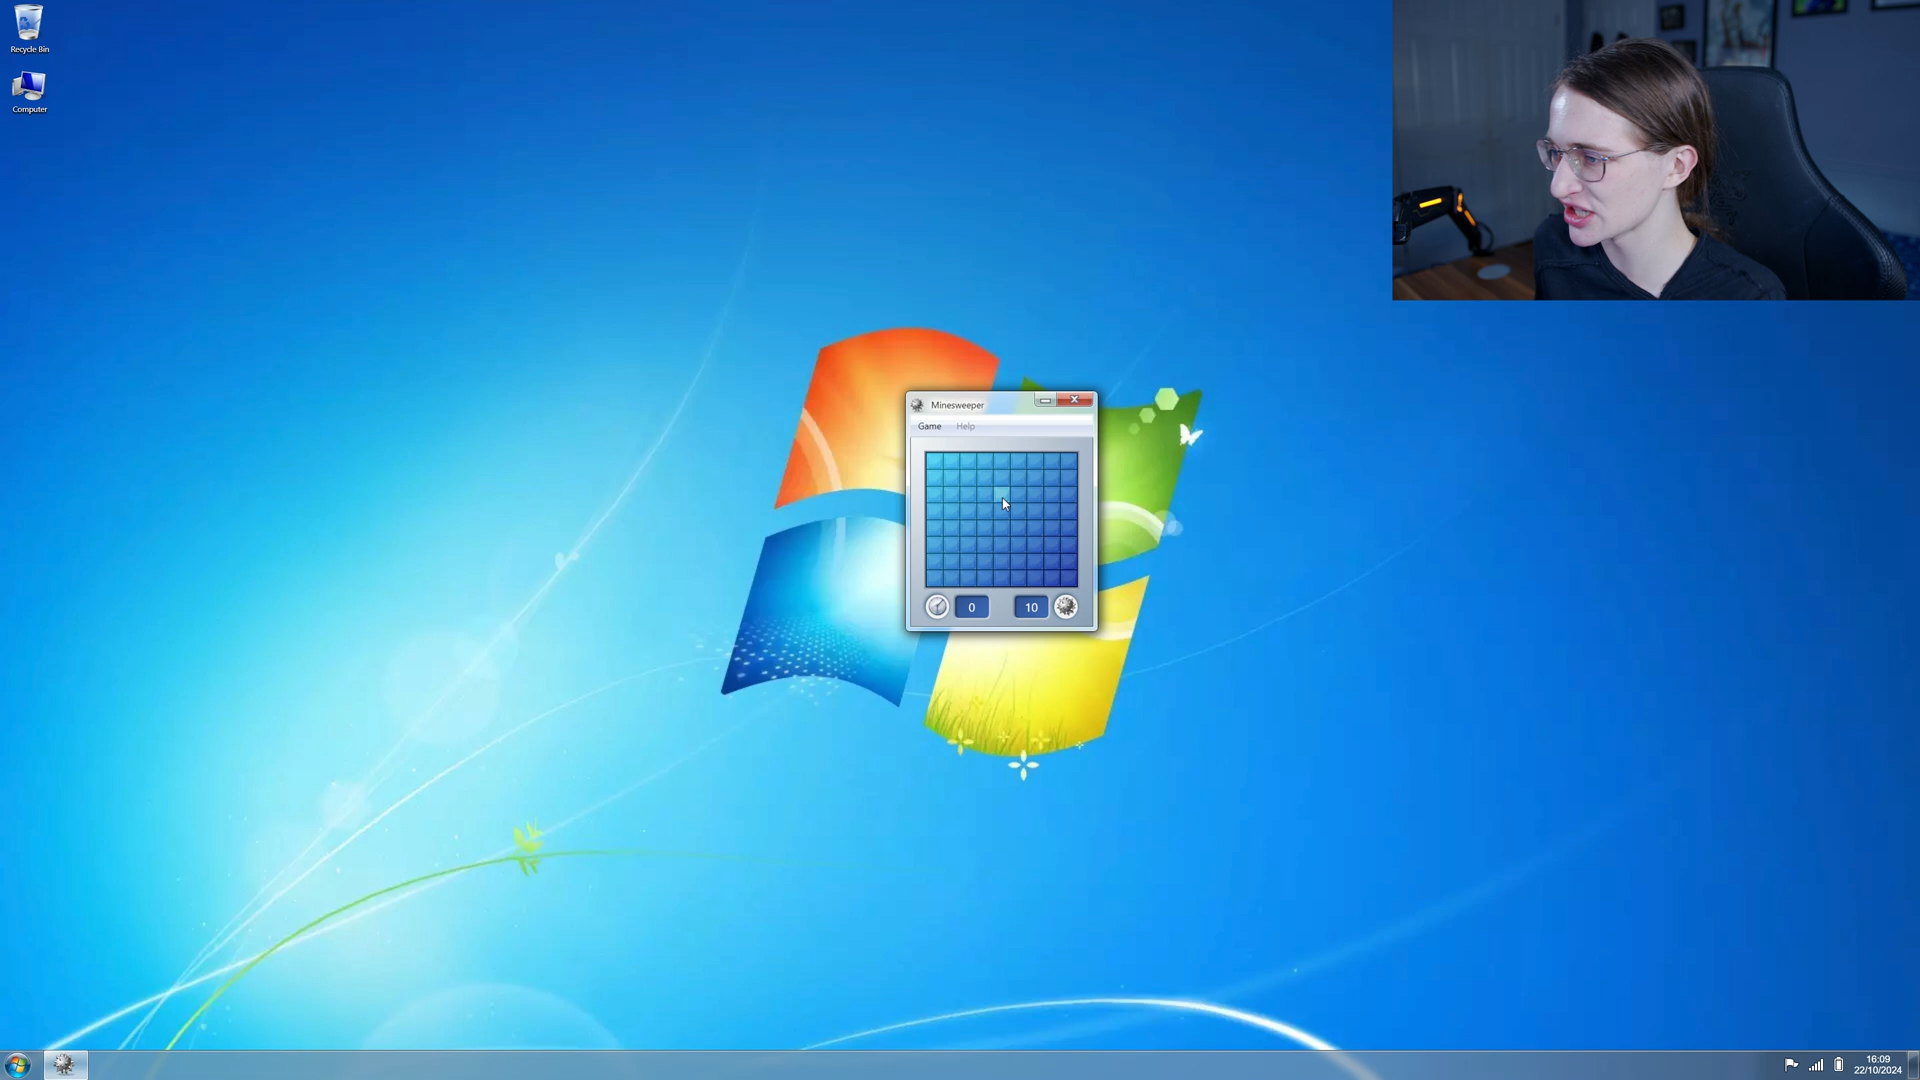 Recycle Bin
Computer
Minesweeper
Game Help
0 10
16:09
22/10/2024